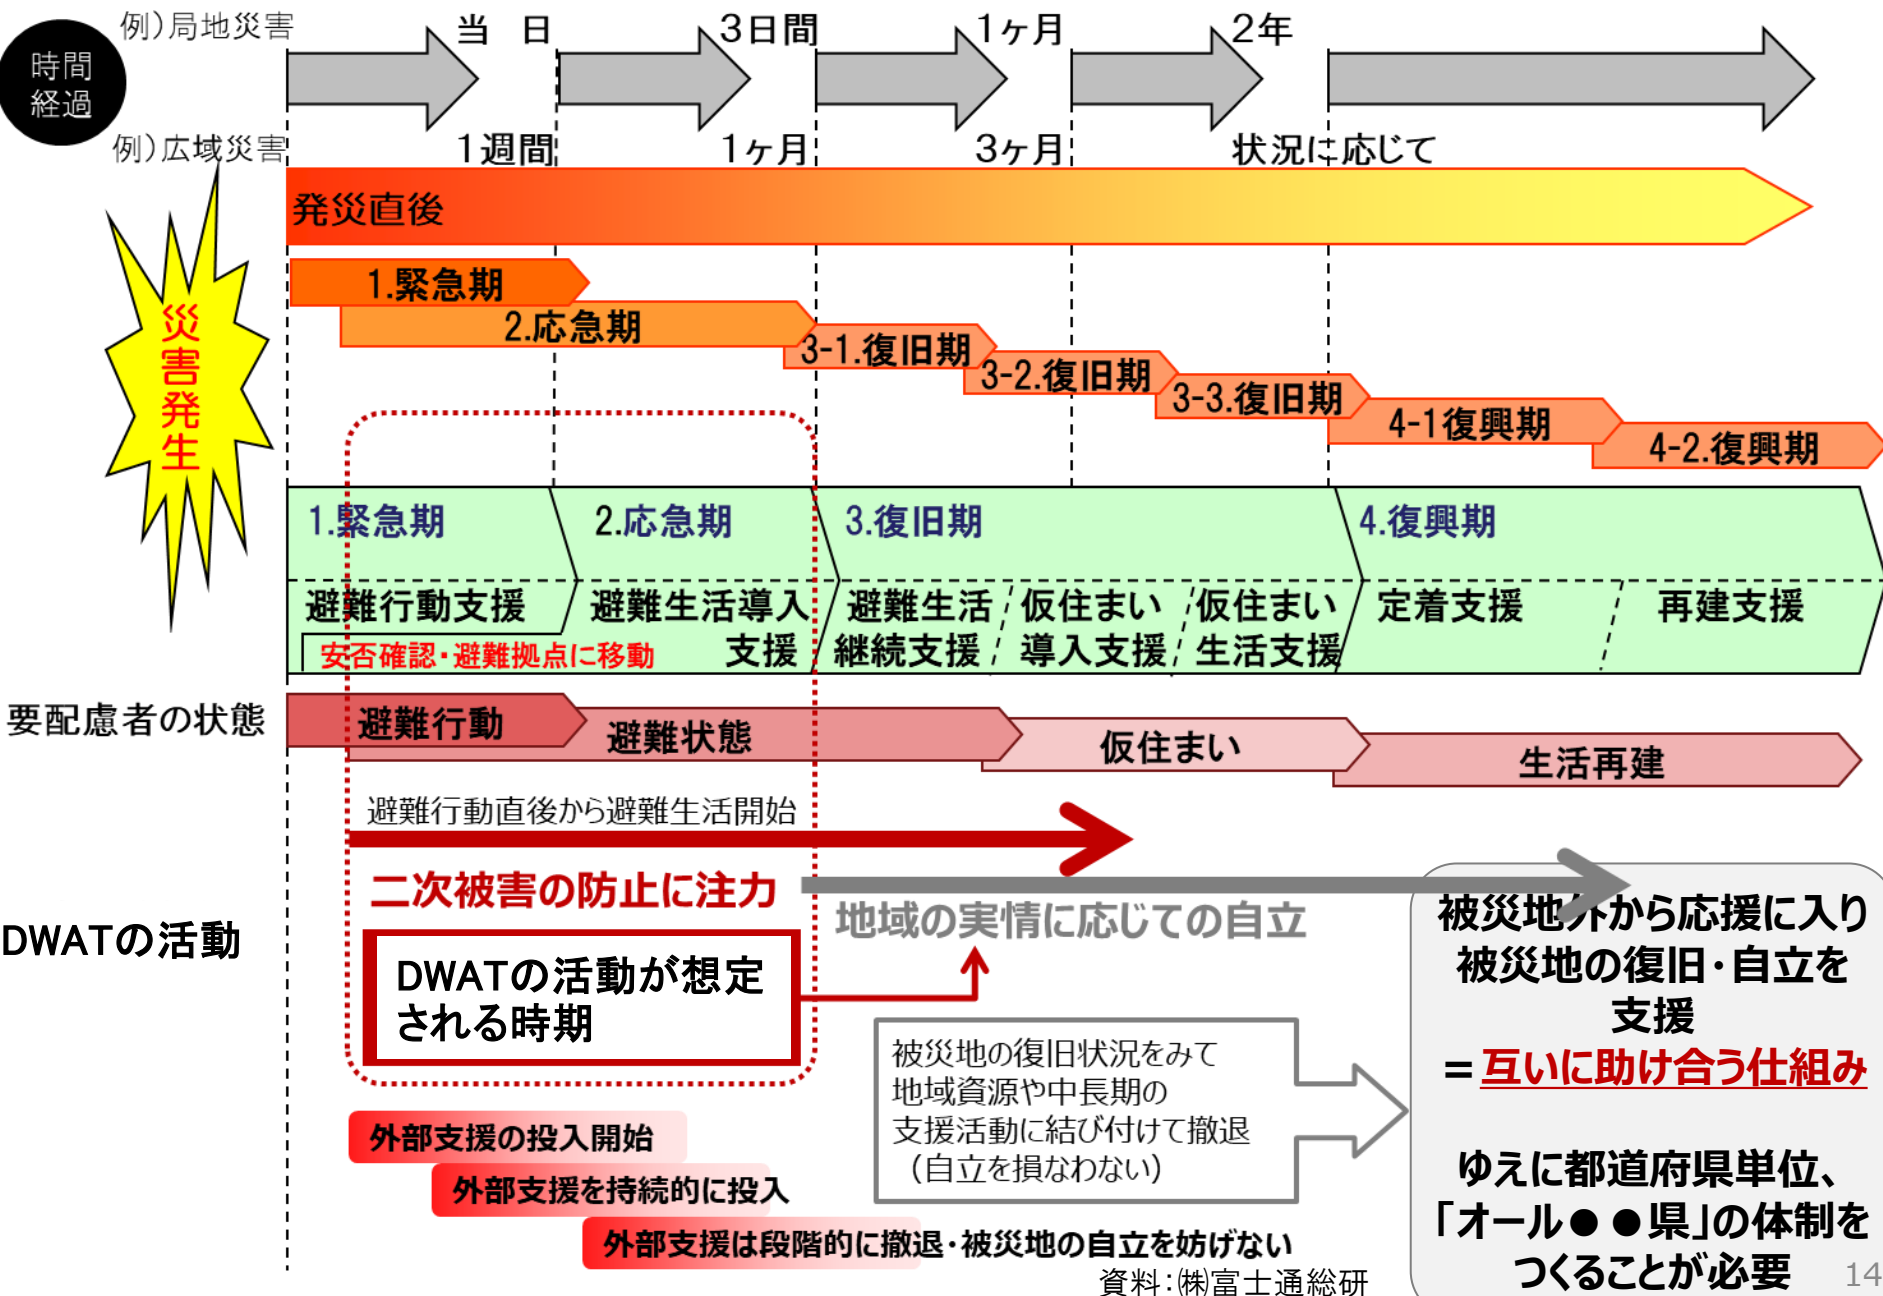 例）局地災害
当　日
3日間
1ヶ月
2年
時間
経過
例）広域災害
1週間
1ヶ月
3ヶ月
状況に応じて
発災直後
災害発生
1.緊急期
2.応急期
3-1.復旧期
3-2.復旧期
3-3.復旧期
4-1復興期
4-2.復興期
1.緊急期
2.応急期
3.復旧期
4.復興期
避難行動支援
安否確認・避難拠点に移動
避難生活導入
支援
避難生活
継続支援
仮住まい
導入支援
仮住まい
生活支援
定着支援
再建支援
要配慮者の状態
避難行動
避難状態
仮住まい
生活再建
避難行動直後から避難生活開始
二次被害の防止に注力
地域の実情に応じての自立
DWATの活動
DWATの活動が想定
される時期
被災地の復旧状況をみて
地域資源や中長期の
支援活動に結び付けて撤退
（自立を損なわない）
被災地外から応援に入り
被災地の復旧・自立を
支援
＝互いに助け合う仕組み
ゆえに都道府県単位、
「オール●●県」の体制を
つくることが必要
外部支援の投入開始
外部支援を持続的に投入
外部支援は段階的に撤退・被災地の自立を妨げない
資料：㈱富士通総研
14